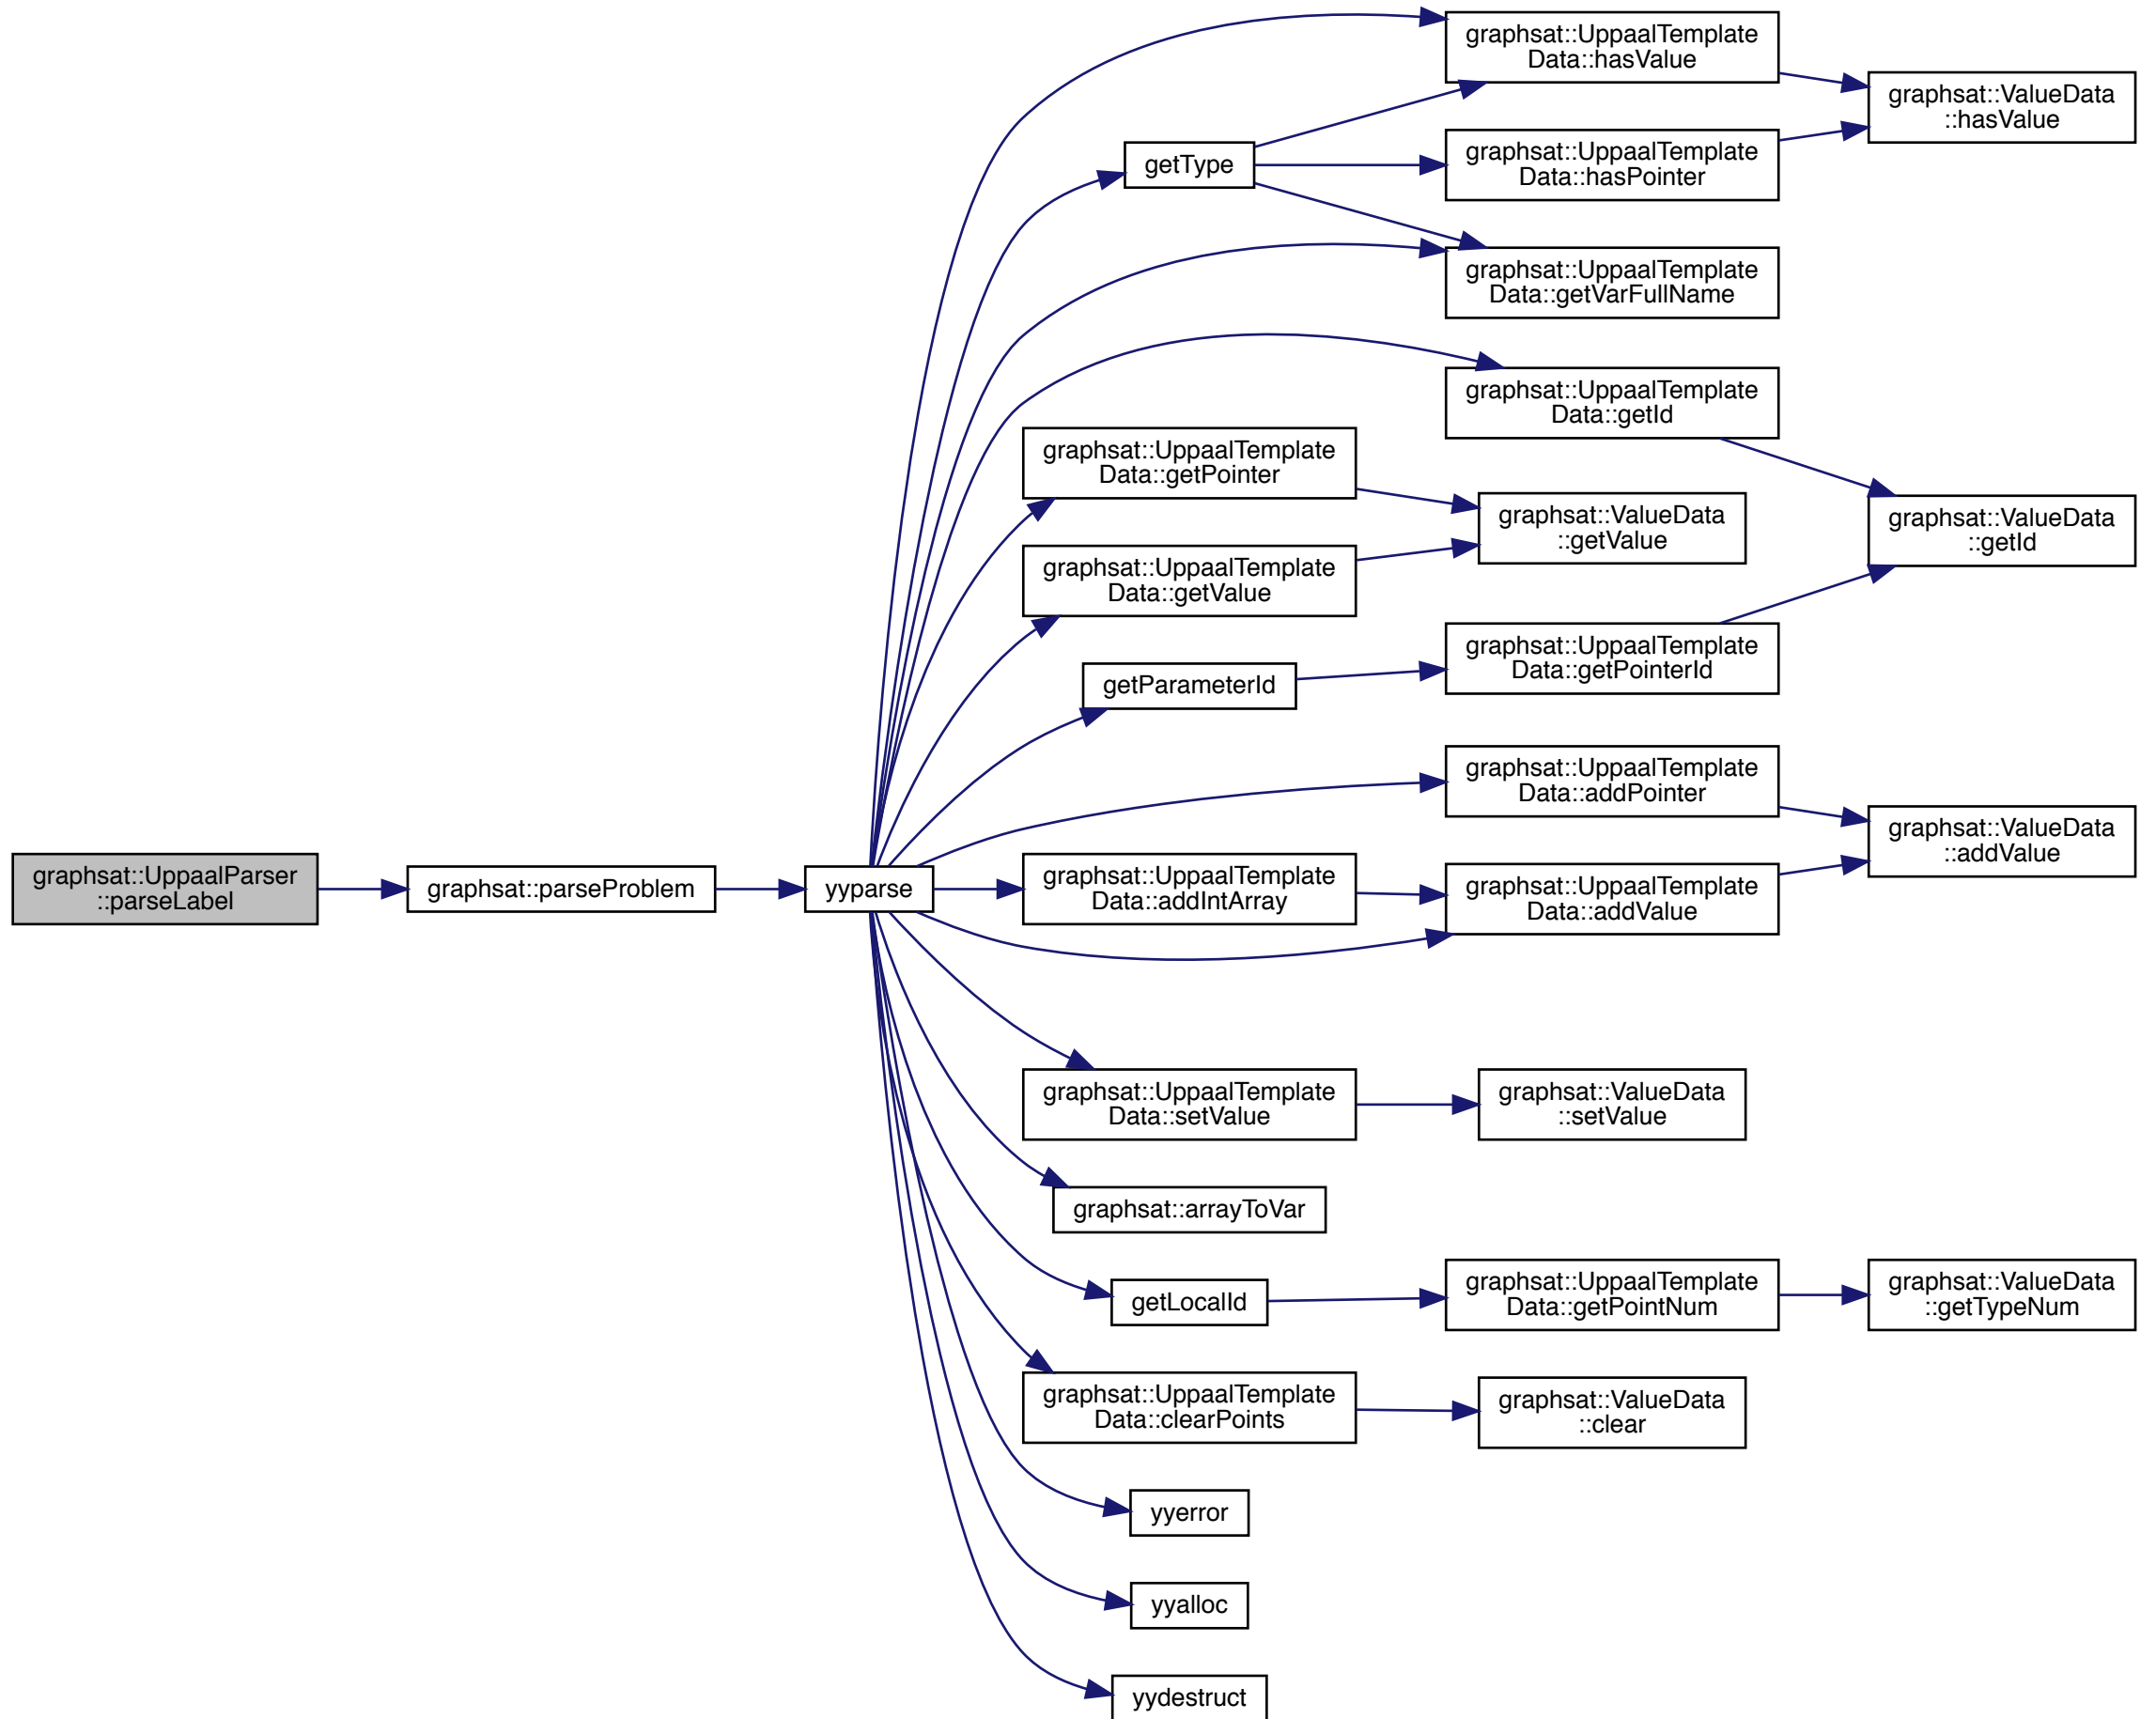 graphsat::UppaalParser
::parseLabel
graphsat::parseProblem
yyparse
graphsat::UppaalTemplate
Data::hasValue
getType
graphsat::UppaalTemplate
Data::hasPointer
graphsat::ValueData
::hasValue
graphsat::UppaalTemplate
Data::getVarFullName
graphsat::UppaalTemplate
Data::getId
graphsat::UppaalTemplate
Data::getPointer
graphsat::ValueData
::getValue
graphsat::ValueData
::getId
graphsat::UppaalTemplate
Data::getValue
getParameterId
graphsat::UppaalTemplate
Data::getPointerId
graphsat::UppaalTemplate
Data::addPointer
graphsat::ValueData
::addValue
graphsat::UppaalTemplate
Data::addIntArray
graphsat::UppaalTemplate
Data::addValue
graphsat::UppaalTemplate
Data::setValue
graphsat::ValueData
::setValue
graphsat::arrayToVar
getLocalId
graphsat::UppaalTemplate
Data::getPointNum
graphsat::ValueData
::getTypeNum
graphsat::UppaalTemplate
Data::clearPoints
graphsat::ValueData
::clear
yyerror
yyalloc
yydestruct